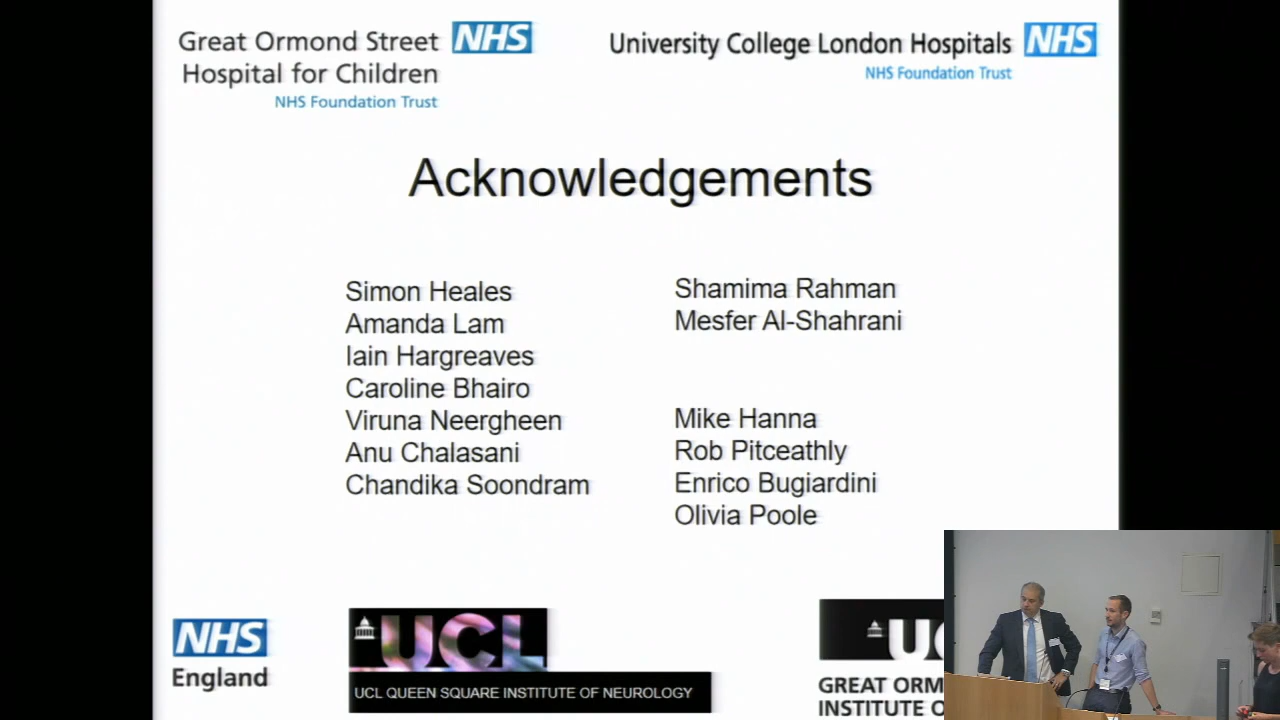 Great Ormond Street NHS
Hospital for Children
NHS Foundation Trust
University College London Hospitals NHS
NHS Foundation Trust
Acknowledgements
Simon Heales
Amanda Lam
Iain Hargreaves
Caroline Bhairo
Viruna Neergheen
Anu Chalasani
Chandika Soondram
Shamima Rahman
Mesfer Al-Shahrani
Mike Hanna
Rob Pitceathly
Enrico Bugiardini
Olivia Poole
NHS
England
UCL
UCL QUEEN SQUARE INSTITUTE OF NEUROLOGY
GREAT
INSTITUTE